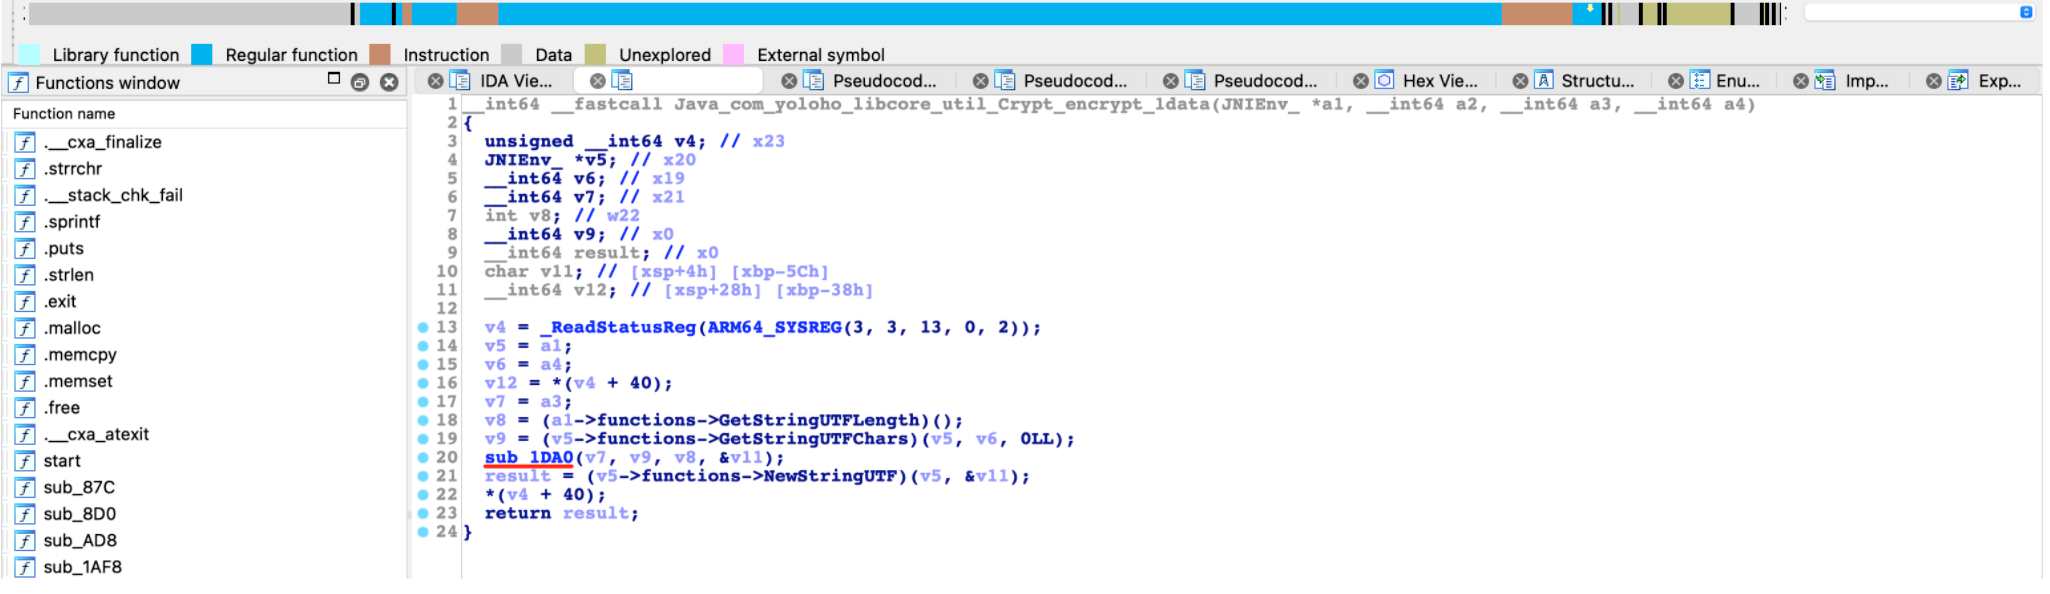 Library function Regular function Instruction Data Unexplored External symbol
Functions window
IDA Vie... Pseudocod... Pseudocod... Pseudocod... Hex Vie... Structu... Enu... Imp... Exp...
Function name
.__cxa_finalize
.strrchr
.__stack_chk_fail
.sprintf
.puts
.strlen
.exit
.malloc
.memcpy
.memset
.free
.__cxa_atexit
start
sub_87C
sub_8D0
sub_AD8
sub_1AF8
1 __int64 __fastcall Java_com_yoloho_libcore_util_Crypt_encrypt_1data(JNIEnv_ *a1, __int64 a2, __int64 a3, __int64 a4)
2 {
3 unsigned __int64 v4; // x23
4 JNIEnv_ *v5; // x20
5 __int64 v6; // x19
6 __int64 v7; // x21
7 int v8; // w22
8 __int64 v9; // x0
9 __int64 result; // x0
10 char v11; // [xsp+4h] [xbp-5Ch]
11 __int64 v12; // [xsp+28h] [xbp-38h]
12
13 v4 = _ReadStatusReg(ARM64_SYSREG(3, 3, 13, 0, 2));
14 v5 = a1;
15 v6 = a4;
16 v12 = *(v4 + 40);
17 v7 = a3;
18 v8 = (a1->functions->GetStringUTFLength)();
19 v9 = (v5->functions->GetStringUTFChars)(v5, v6, 0LL);
20 sub_1DA0(v7, v9, v8, &v11);
21 result = (v5->functions->NewStringUTF)(v5, &v11);
22 *(v4 + 40);
23 return result;
24 }